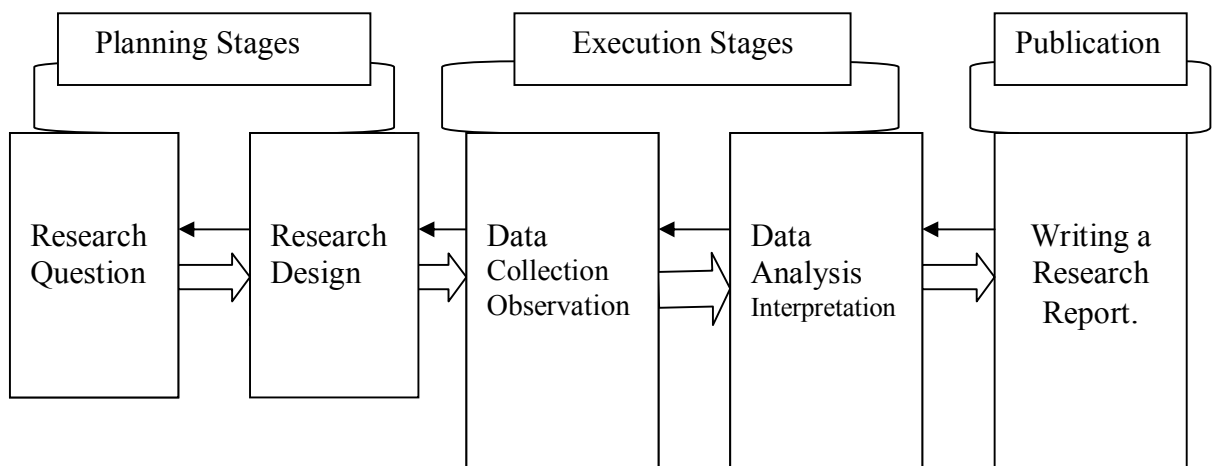 Planning Stages
Execution Stages
Publication
Research
Question
Research
Design
Data
Collection
Observation
Data
Analysis
Interpretation
Writing a
Research
Report.